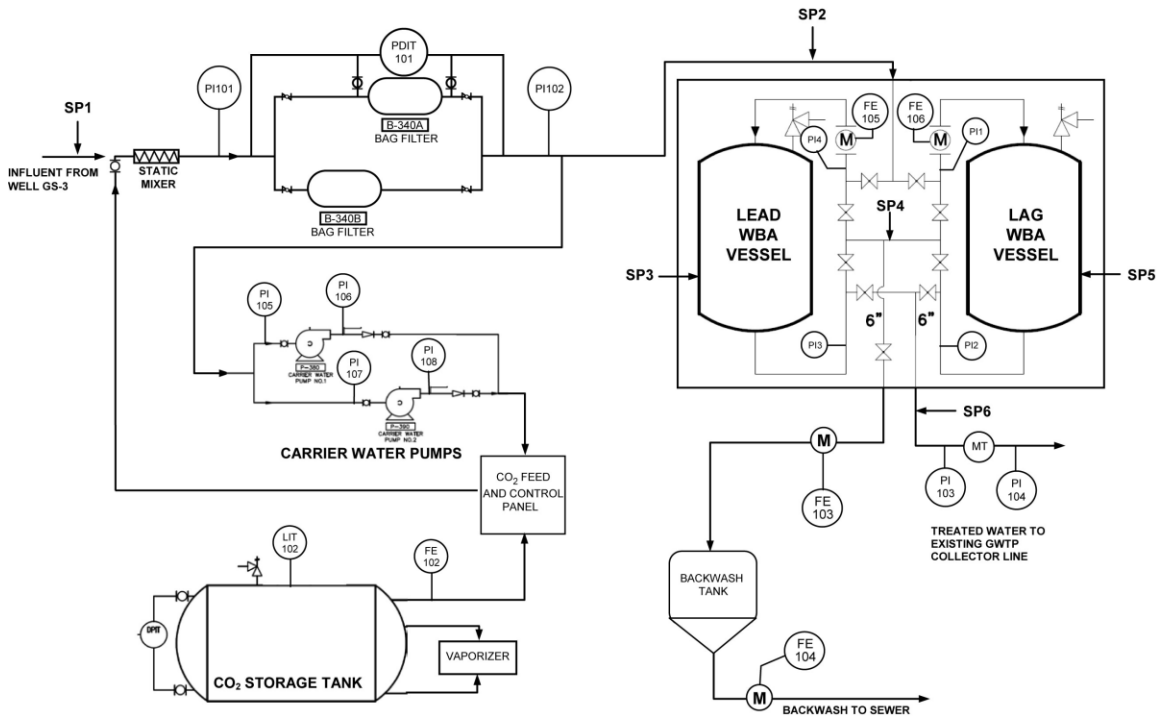 SP1
INFLUENT FROM
WELL GS-3
STATIC
MIXER
PI101
PDIT
101
B-340A
BAG FILTER
B-340B
BAG FILTER
PI102
SP2
FE
105
FE
106
M
M
PI4
PI1
LEAD
WBA
VESSEL
SP4
LAG
WBA
VESSEL
SP3
SP5
6"
6"
PI3
PI2
SP6
PI
105
PI
106
P-380
CARRIER WATER
PUMP NO.1
PI
107
PI
108
P-390
CARRIER WATER
PUMP NO.2
CARRIER WATER PUMPS
CO₂ FEED
AND CONTROL
PANEL
M
FE
103
MT
PI
103
PI
104
TREATED WATER TO
EXISTING GWTP
COLLECTOR LINE
LIT
102
FE
102
VAPORIZER
CO₂ STORAGE TANK
BACKWASH
TANK
FE
104
M
BACKWASH TO SEWER